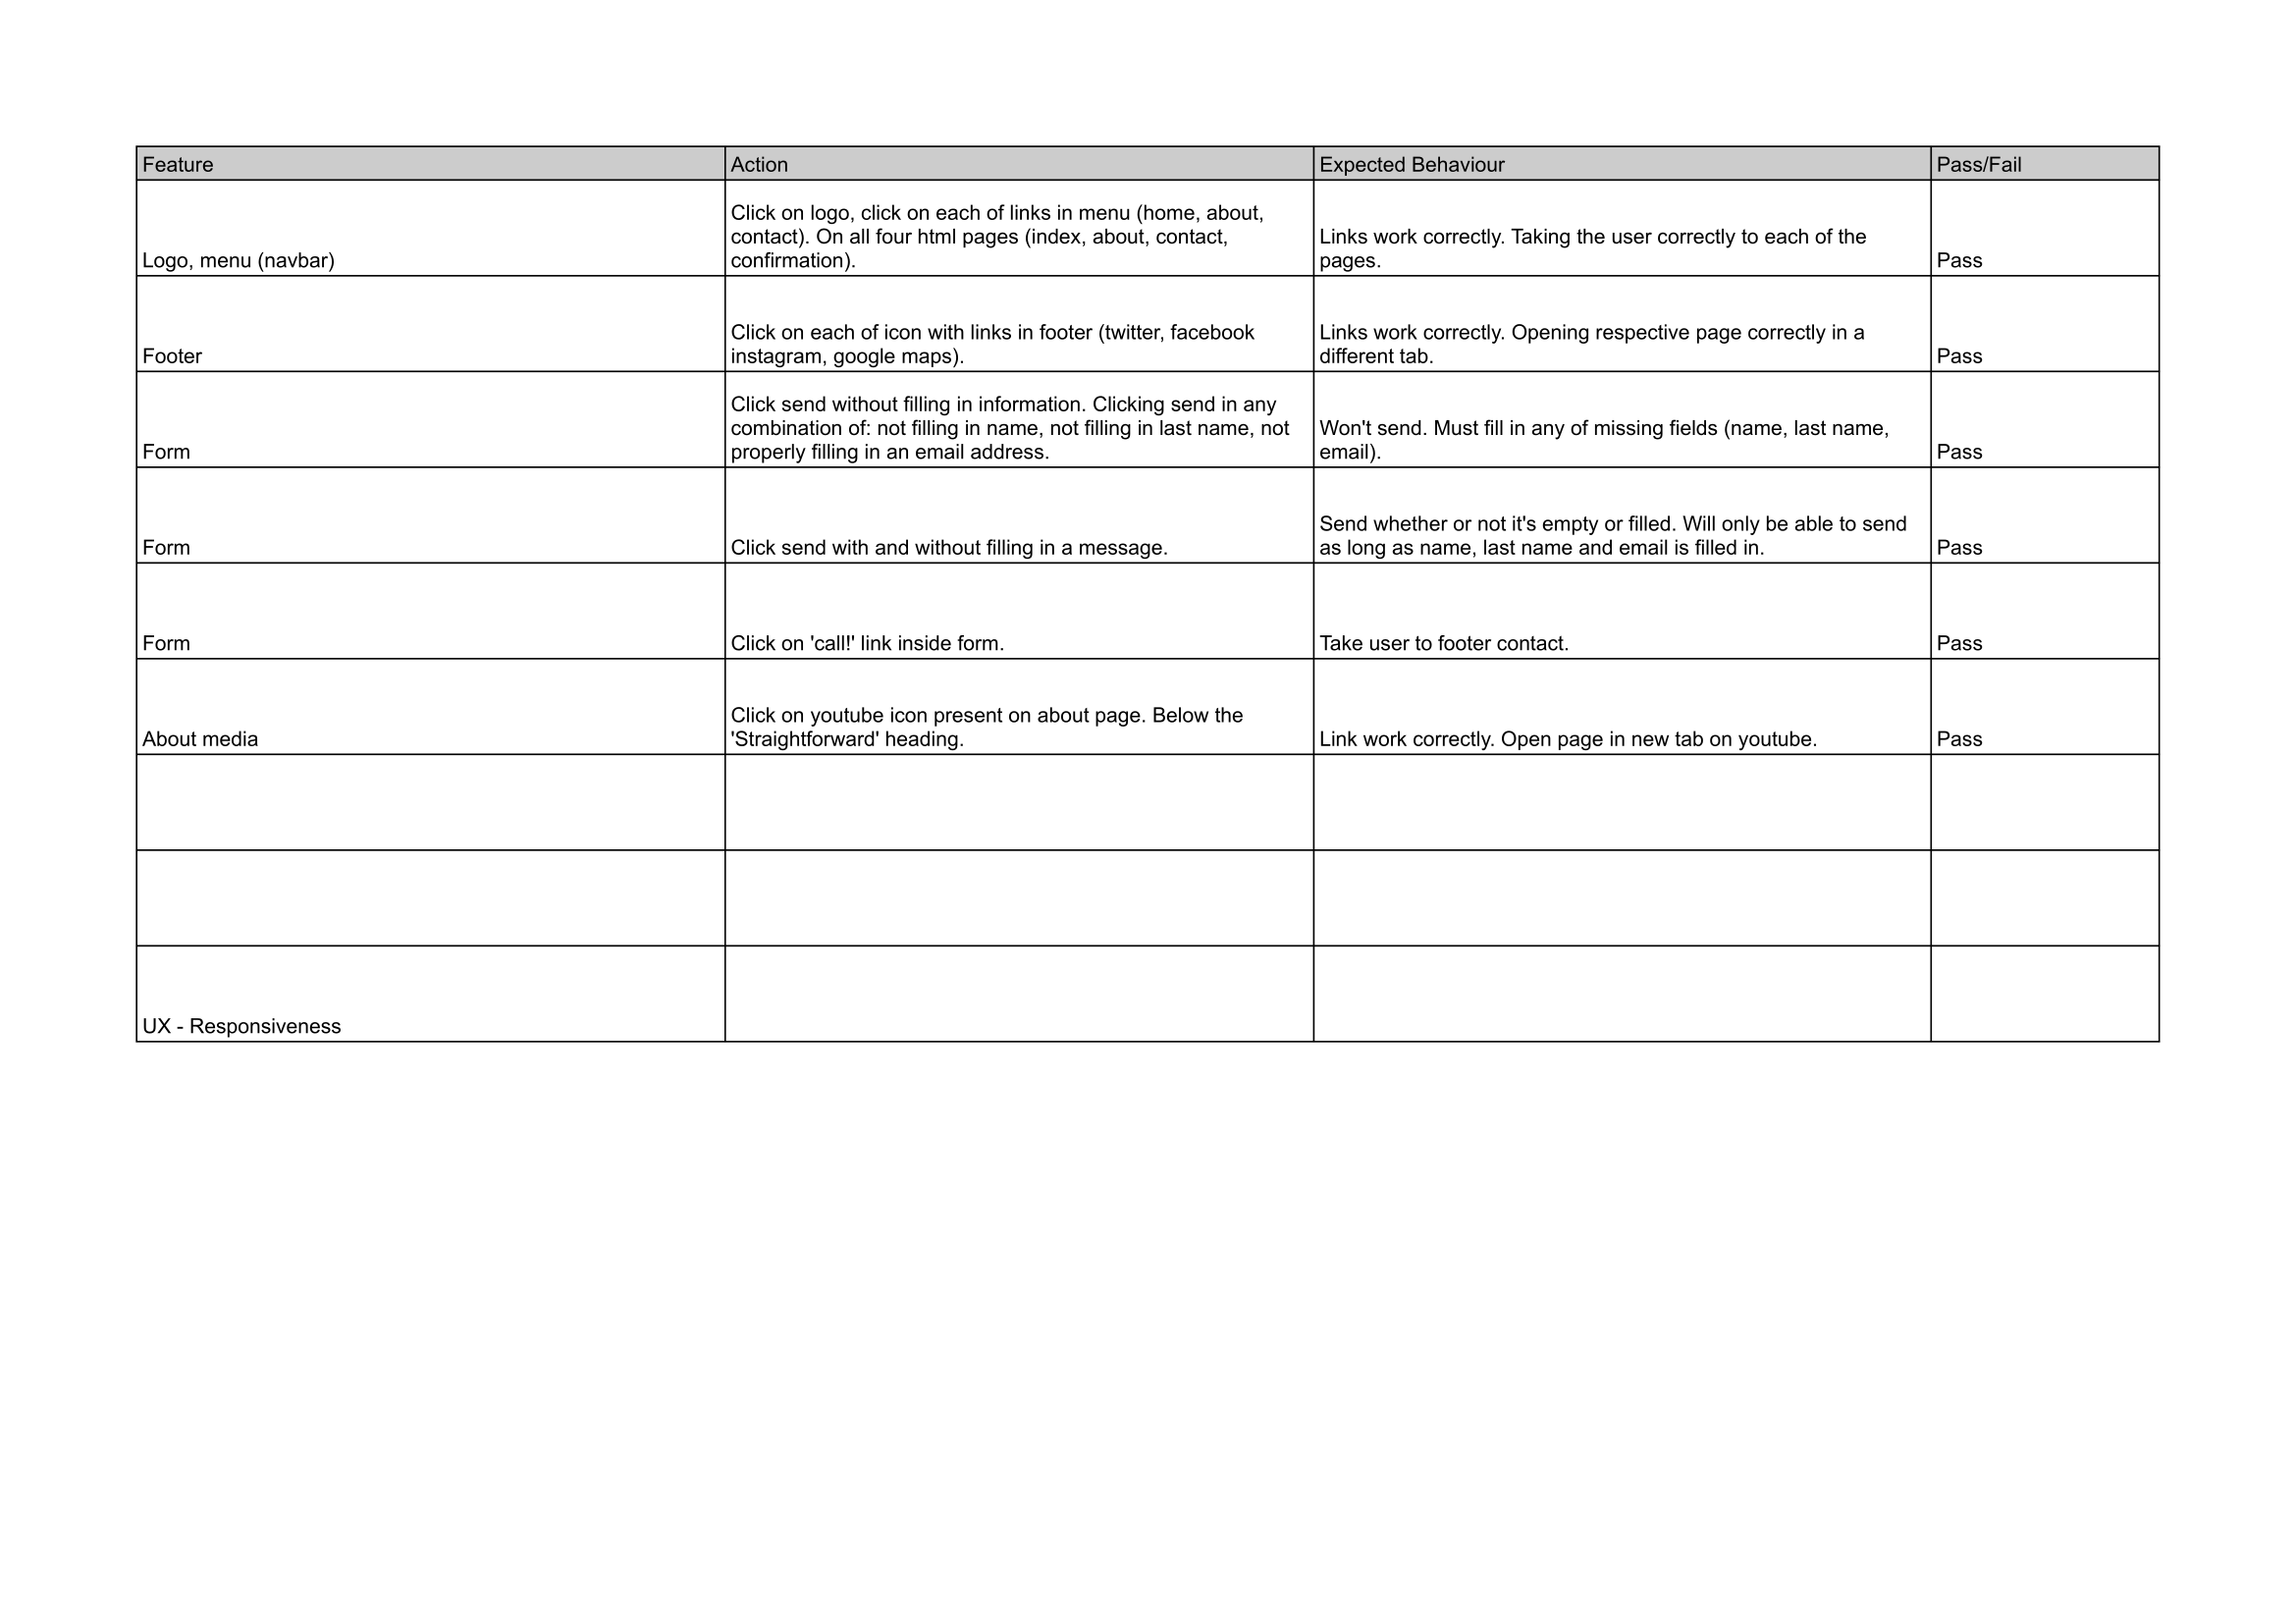 Feature Action Expected Behaviour Pass/Fail
Logo, menu (navbar)
Click on logo, click on each of links in menu (home, about,
contact). On all four html pages (index, about, contact,
confirmation).
Links work correctly. Taking the user correctly to each of the
pages.
Pass
Footer
Click on each of icon with links in footer (twitter, facebook
instagram, google maps).
Links work correctly. Opening respective page correctly in a
different tab.
Pass
Form
Click send without filling in information. Clicking send in any
combination of: not filling in name, not filling in last name, not
properly filling in an email address.
Won't send. Must fill in any of missing fields (name, last name,
email).
Pass
Form
Click send with and without filling in a message.
Send whether or not it's empty or filled. Will only be able to send
as long as name, last name and email is filled in.
Pass
Form
Click on 'call!' link inside form.
Take user to footer contact.
Pass
About media
Click on youtube icon present on about page. Below the
'Straightforward' heading.
Link work correctly. Open page in new tab on youtube.
Pass
UX - Responsiveness